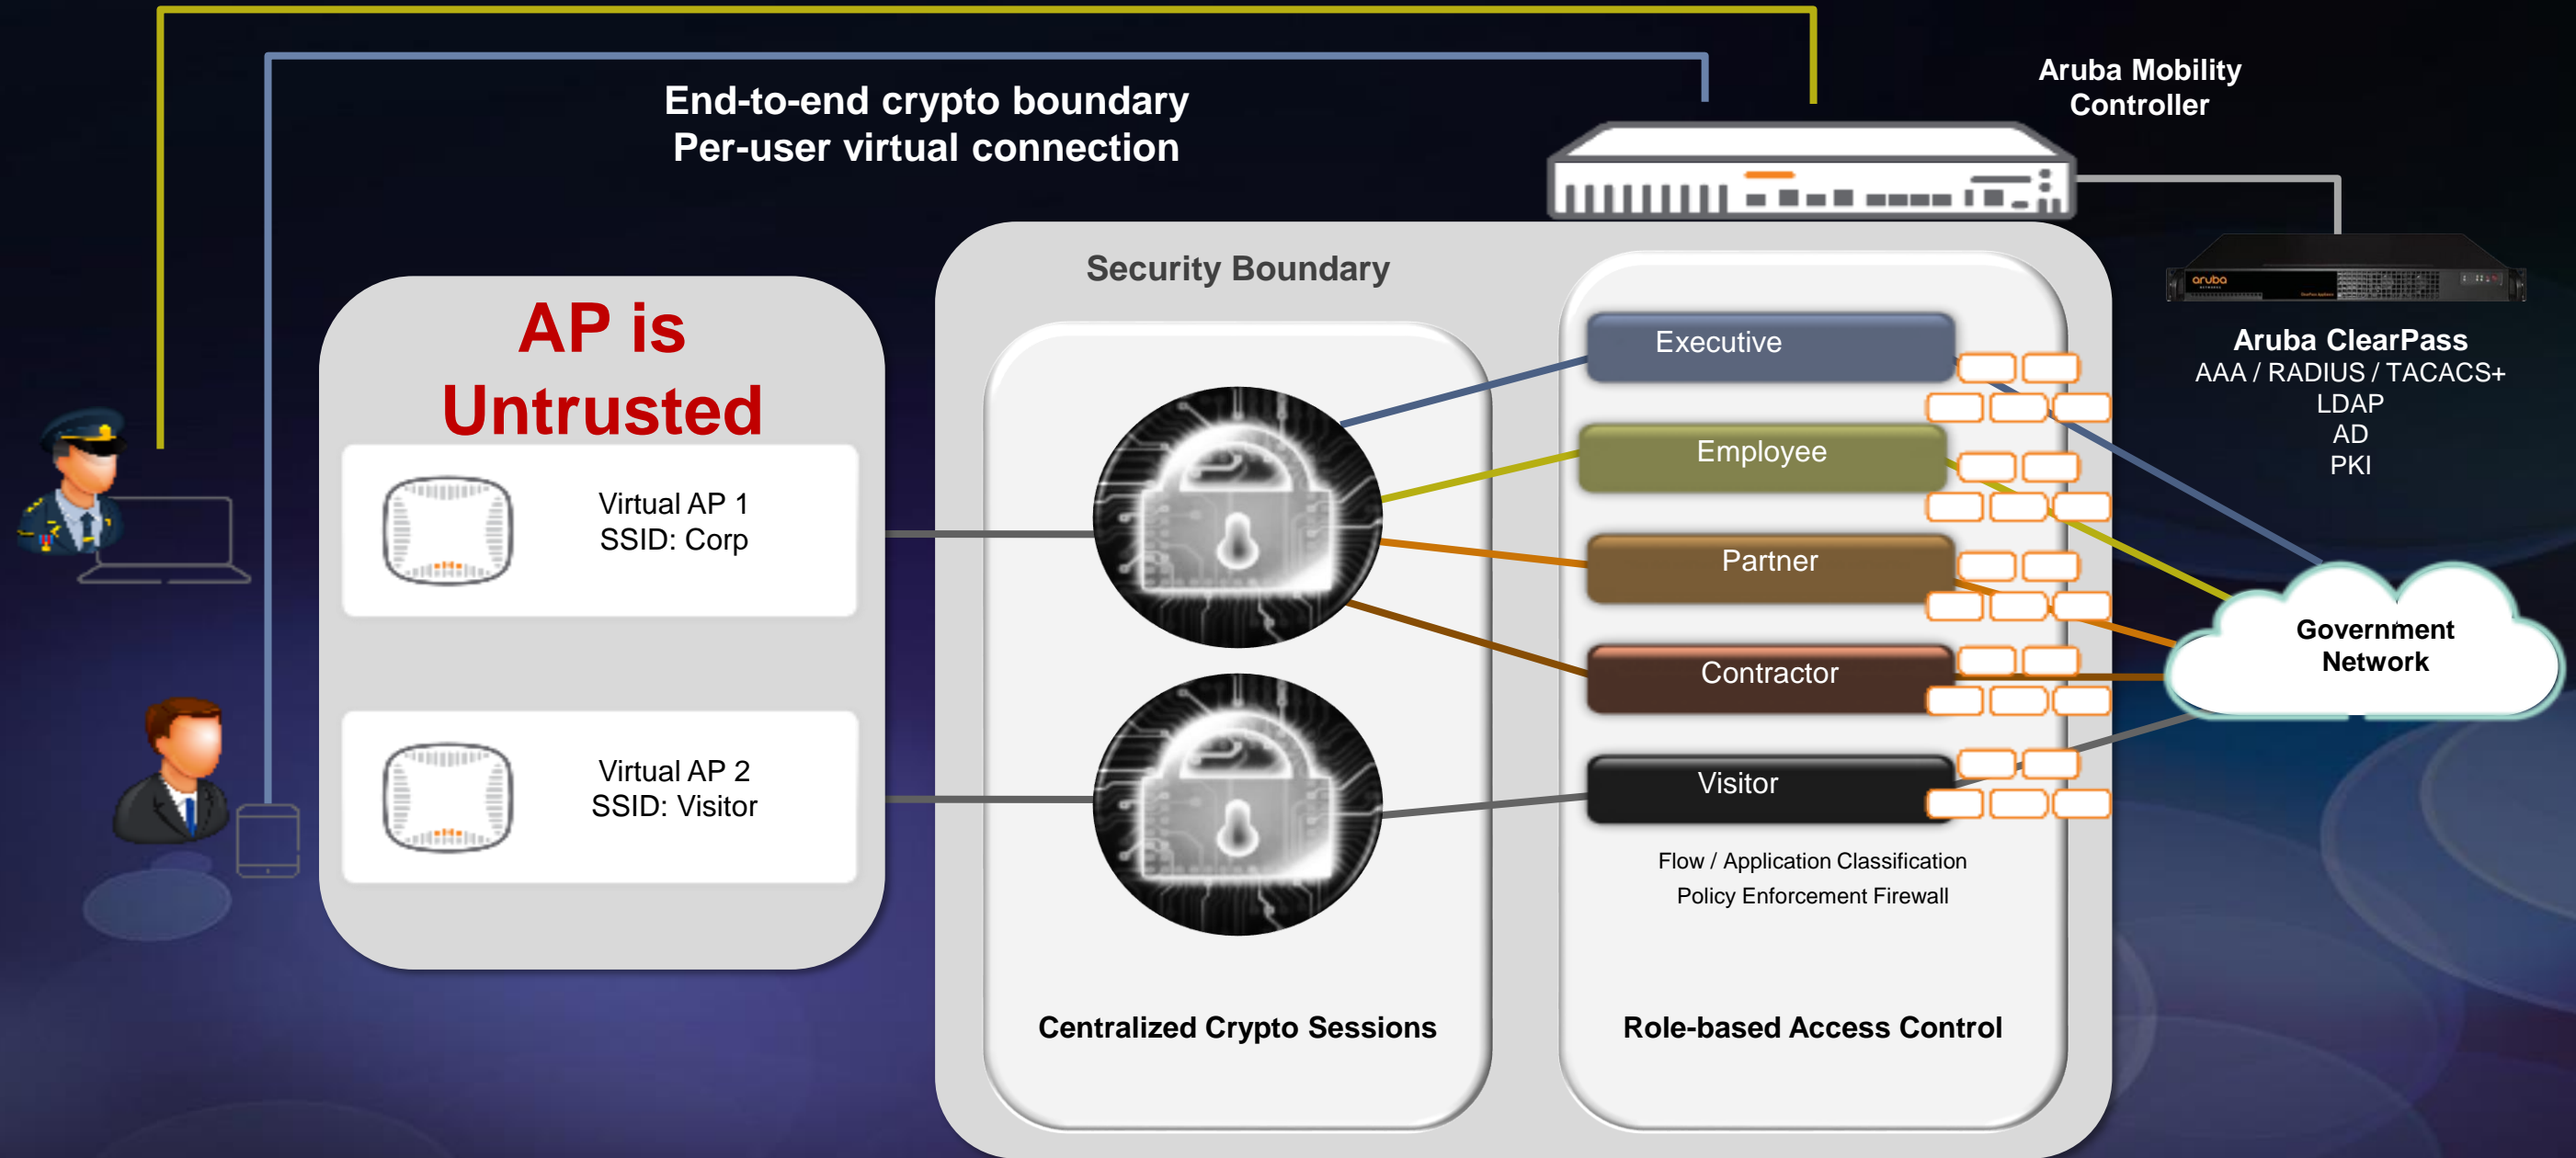 End-to-end crypto boundary
Per-user virtual connection
Aruba Mobility
Controller
Security Boundary
AP is
Untrusted
Virtual AP 1
SSID: Corp
Virtual AP 2
SSID: Visitor
Centralized Crypto Sessions
Executive
Employee
Partner
Contractor
Visitor
Flow / Application Classification
Policy Enforcement Firewall
Role-based Access Control
aruba
NETWORKS
Aruba ClearPass
AAA / RADIUS / TACACS+
LDAP
AD
PKI
Government
Network